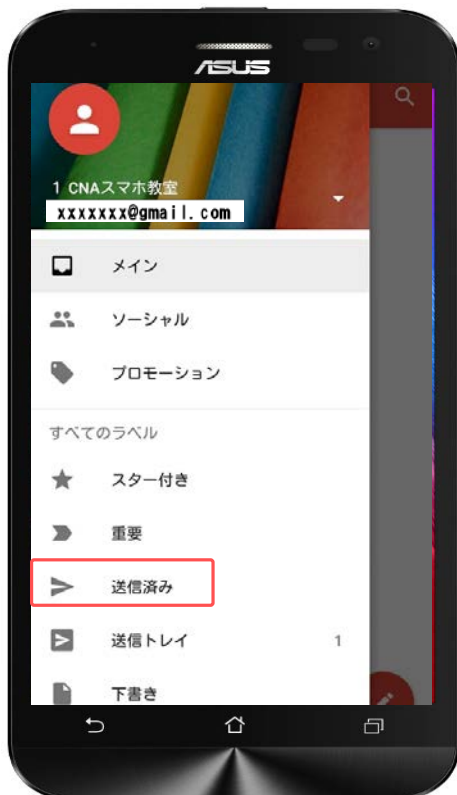 ASUS
1 CNAスマホ教室
xxxxxxx@gmail.com
メイン
ソーシャル
プロモーション
すべてのラベル
スター付き
重要
送信済み
送信トレイ 1
下書き